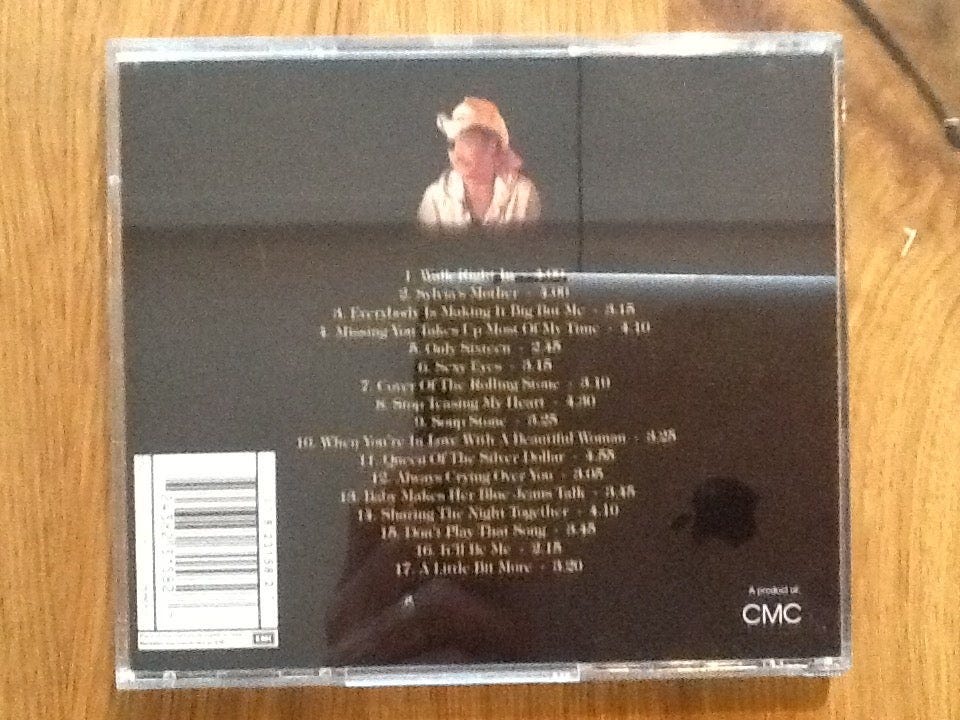 1. Walk Right In - 4.00
2. Sylvia's Mother - 4.00
3. Everybody Is Making It Big But Me - 3.15
4. Missing You Takes Up Most Of My Time - 4.10
5. Only Sixteen - 2.45
6. Sexy Eyes - 3.15
7. Cover Of The Rolling Stone - 3.10
8. Stop Teasing My Heart - 4.30
9. Soup Stone - 3.25
10. When You're In Love With A Beautiful Woman - 3.25
11. Queen Of The Silver Dollar - 4.55
12. Always Crying Over You - 3.05
13. Baby Makes Her Blue Jeans Talk - 3.45
14. Sharing The Night Together - 4.10
15. Don't Play That Song - 3.45
16. It'll Be Me - 2.15
17. A Little Bit More - 3.20
A product of:
CMC